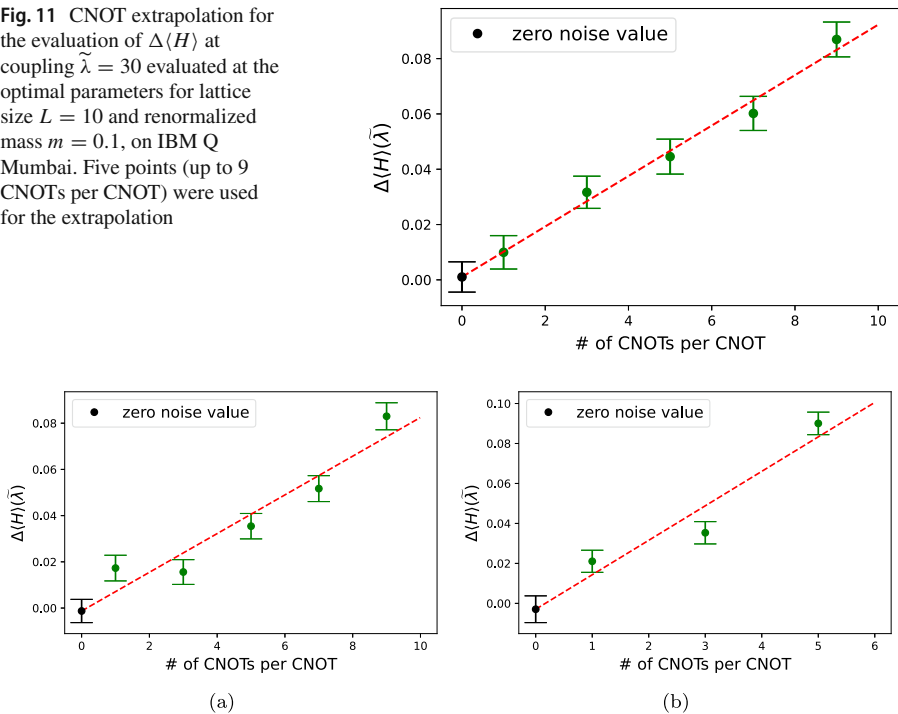 Fig. 11 CNOT extrapolation for
the evaluation of Δ⟨H⟩ at
coupling λ̃ = 30 evaluated at the
optimal parameters for lattice
size L = 10 and renormalized
mass m = 0.1, on IBM Q
Mumbai. Five points (up to 9
CNOTs per CNOT) were used
for the extrapolation
zero noise value
Δ⟨H⟩(λ̃)
0.08
0.06
0.04
0.02
0.00
0 2 4 6 8 10
# of CNOTs per CNOT
zero noise value
Δ⟨H⟩(λ̃)
0.08
0.06
0.04
0.02
0.00
0 2 4 6 8 10
# of CNOTs per CNOT
(a)
zero noise value
Δ⟨H⟩(λ̃)
0.10
0.08
0.06
0.04
0.02
0.00
0 1 2 3 4 5 6
# of CNOTs per CNOT
(b)